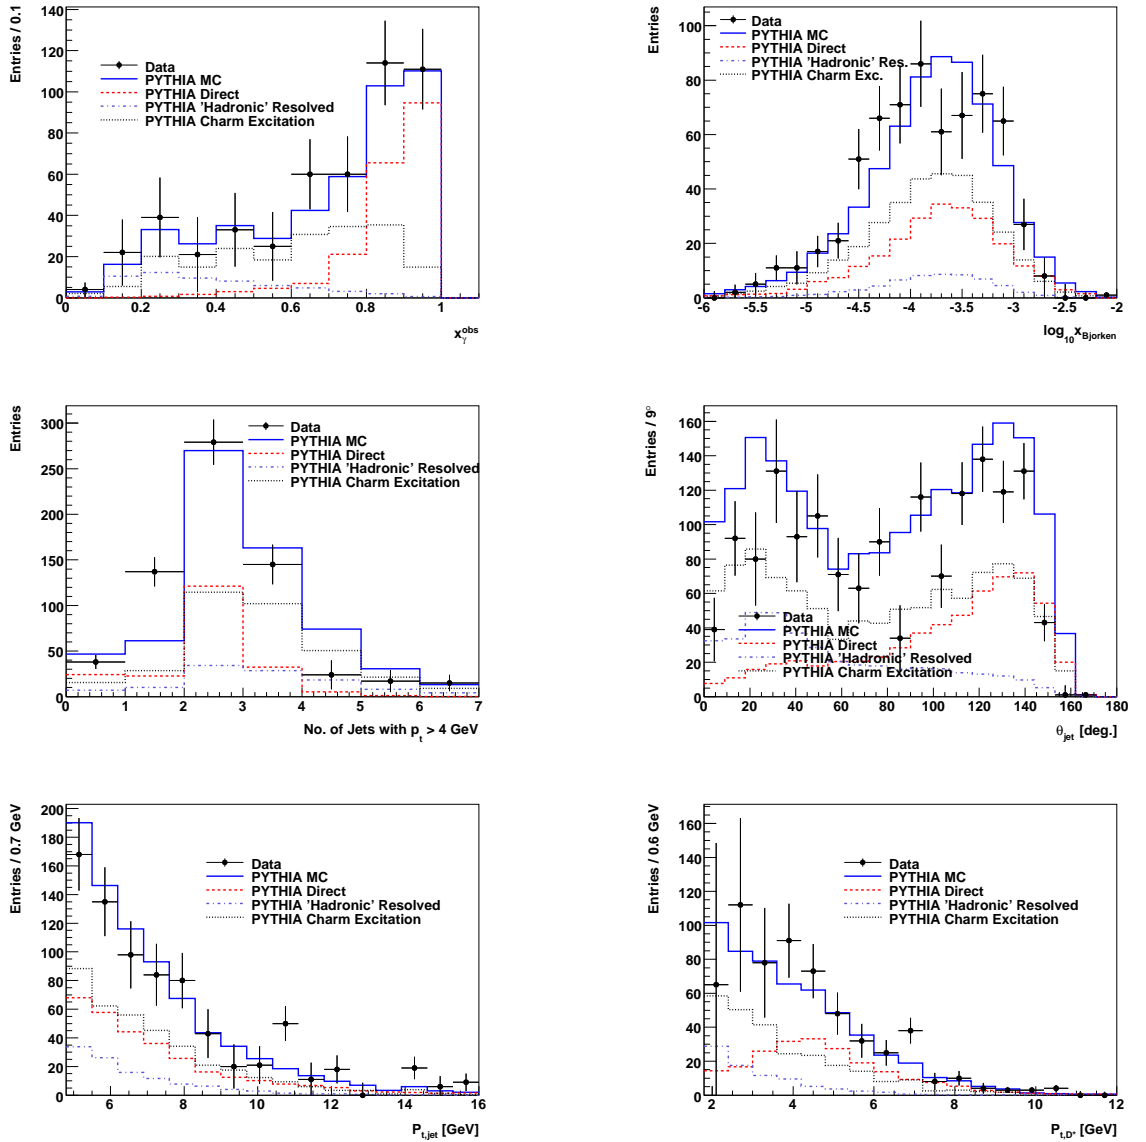 Entries / 0.1
140
120
100
80
60
40
20
0
Data
PYTHIA MC
PYTHIA Direct
PYTHIA 'Hadronic' Resolved
PYTHIA Charm Excitation
0 0.2 0.4 0.6 0.8 1
xγobs
Entries
100
80
60
40
20
0
Data
PYTHIA MC
PYTHIA Direct
PYTHIA 'Hadronic' Res.
PYTHIA Charm Exc.
-6 -5.5 -5 -4.5 -4 -3.5 -3 -2.5 -2
log10 xBjorken
Entries
300
250
200
150
100
50
0
Data
PYTHIA MC
PYTHIA Direct
PYTHIA 'Hadronic' Resolved
PYTHIA Charm Excitation
0 1 2 3 4 5 6 7
No. of Jets with pt > 4 GeV
Entries / 9°
160
140
120
100
80
60
40
20
0
Data
PYTHIA MC
PYTHIA Direct
PYTHIA 'Hadronic' Resolved
PYTHIA Charm Excitation
0 20 40 60 80 100 120 140 160 180
θjet [deg.]
Entries / 0.7 GeV
200
180
160
140
120
100
80
60
40
20
0
Data
PYTHIA MC
PYTHIA Direct
PYTHIA 'Hadronic' Resolved
PYTHIA Charm Excitation
6 8 10 12 14 16
Pt,jet [GeV]
Entries / 0.6 GeV
160
140
120
100
80
60
40
20
0
Data
PYTHIA MC
PYTHIA Direct
PYTHIA 'Hadronic' Resolved
PYTHIA Charm Excitation
2 4 6 8 10 12
Pt,D* [GeV]